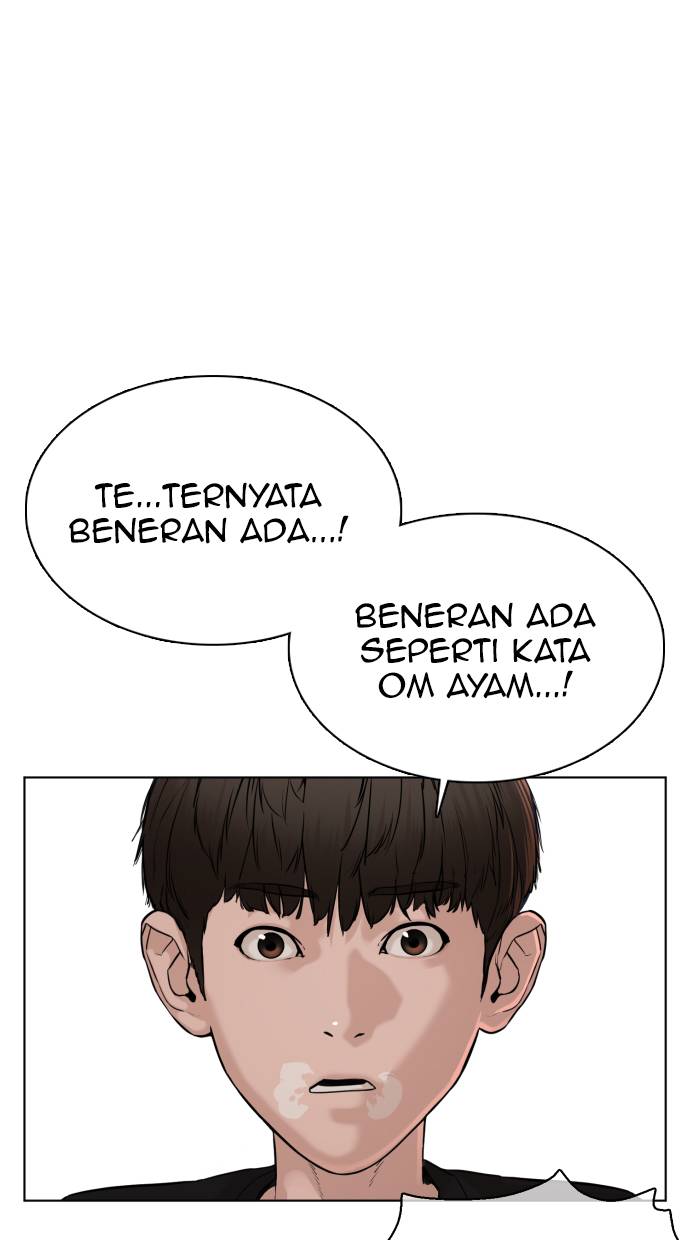 TE...TERNYATA
BENERAN ADA...!
BENERAN ADA
SEPERTI KATA
OM AYAM...!